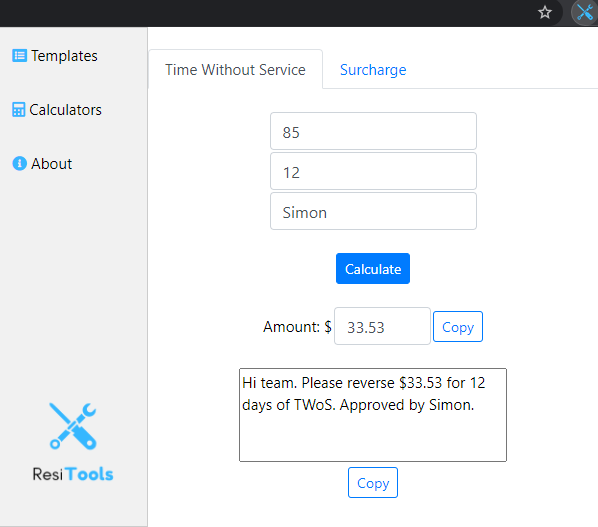 Templates
Calculators
About
Time Without Service
Surcharge
85
12
Simon
Calculate
Amount: $ 33.53 Copy
Hi team. Please reverse $33.53 for 12
days of TWoS. Approved by Simon.
Copy
ResiTools